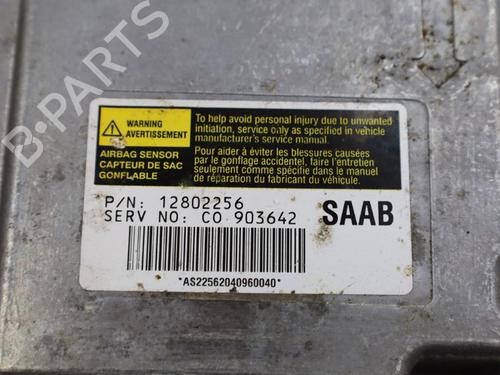 WARNING
AVERTISSEMENT
AIRBAG SENSOR
CAPTEUR DE SAC
GONFLABLE
To help avoid personal injury due to unwanted
initiation, service only as specified in vehicle
manufacturer's service manual.
Pour aider à éviter les blessures causées
par le gonflage accidentel, faire l'entretien
seulement comme spécifié dans le manuel
de réparation du fabricant du véhicule.
P/N: 12802256
SERV NO: CO 903642
SAAB
*AS22562040960040*
B-PARTS